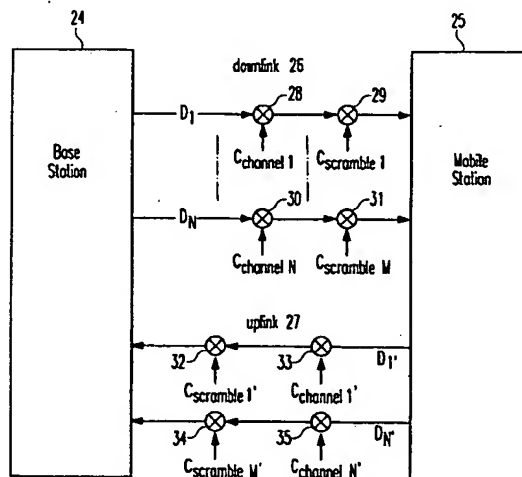 24
25
downlink 26
28
29
D1
Cchannel 1
Cscramble 1
Base
Station
Mobile
Station
30
31
DN
Cchannel N
Cscramble M
uplink 27
32
33
D1'
Cscramble 1'
Cchannel 1'
34
35
DN'
Cscramble M'
Cchannel N'